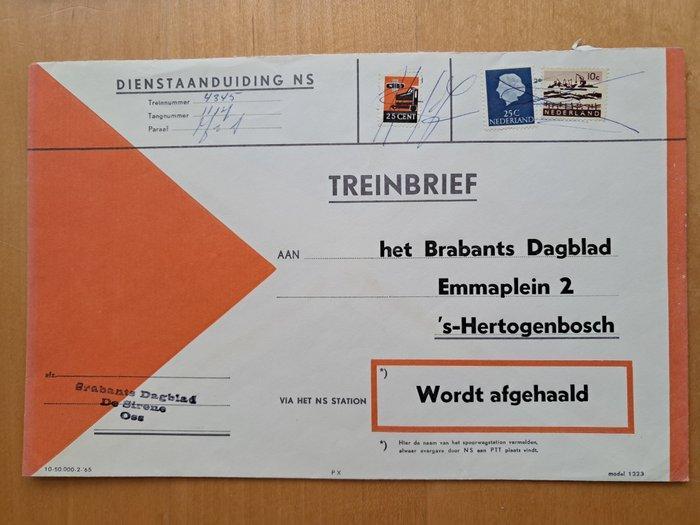 DIENSTAANDUIDING NS
Treinnummer 4345
Tangnummer
Paraaf
25 CENT
25C
NEDERLAND
10c
NEDERLAND
TREINBRIEF
AAN het Brabants Dagblad
Emmaplein 2
's-Hertogenbosch
afz.
Brabants Dagblad
De Sirene
Oss
VIA HET NS STATION
*) Wordt afgehaald
*) Hier de naam van het spoorwegstation vermelden,
alwaar overgave door NS aan PTT plaats vindt.
10-50.000-2-'65
PX
model 1223